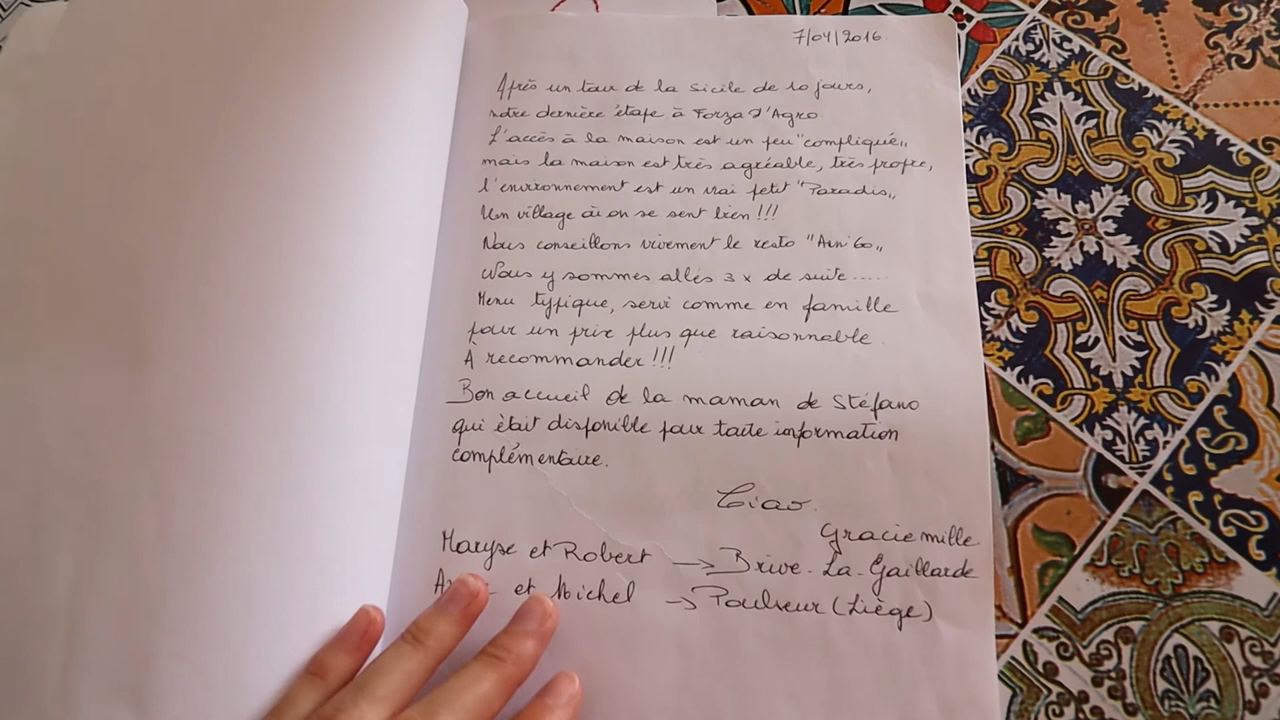 7/04/2016
Après un tour de la Sicile de 10 jours,
notre dernière étape à Forza d'Agro
L'accès à la maison est un peu "compliqué"
mais la maison est très agréable, très propre,
l'environnement est un vrai petit "Paradis"
Un village où on se sent bien !!!
Nous conseillons vivement le resto
Nous y sommes allés 3 x de suite.....
Menu typique, servi comme en famille
pour un prix plus que raisonnable.
À recommander !!!
Bon accueil de la maman de Stéfano
qui était disponible pour toute information
complémentaire.
Ciao.
Gracie mille
Maryse et Robert → Brive-La-Gaillarde
et Michel → Poulseur (Liège)